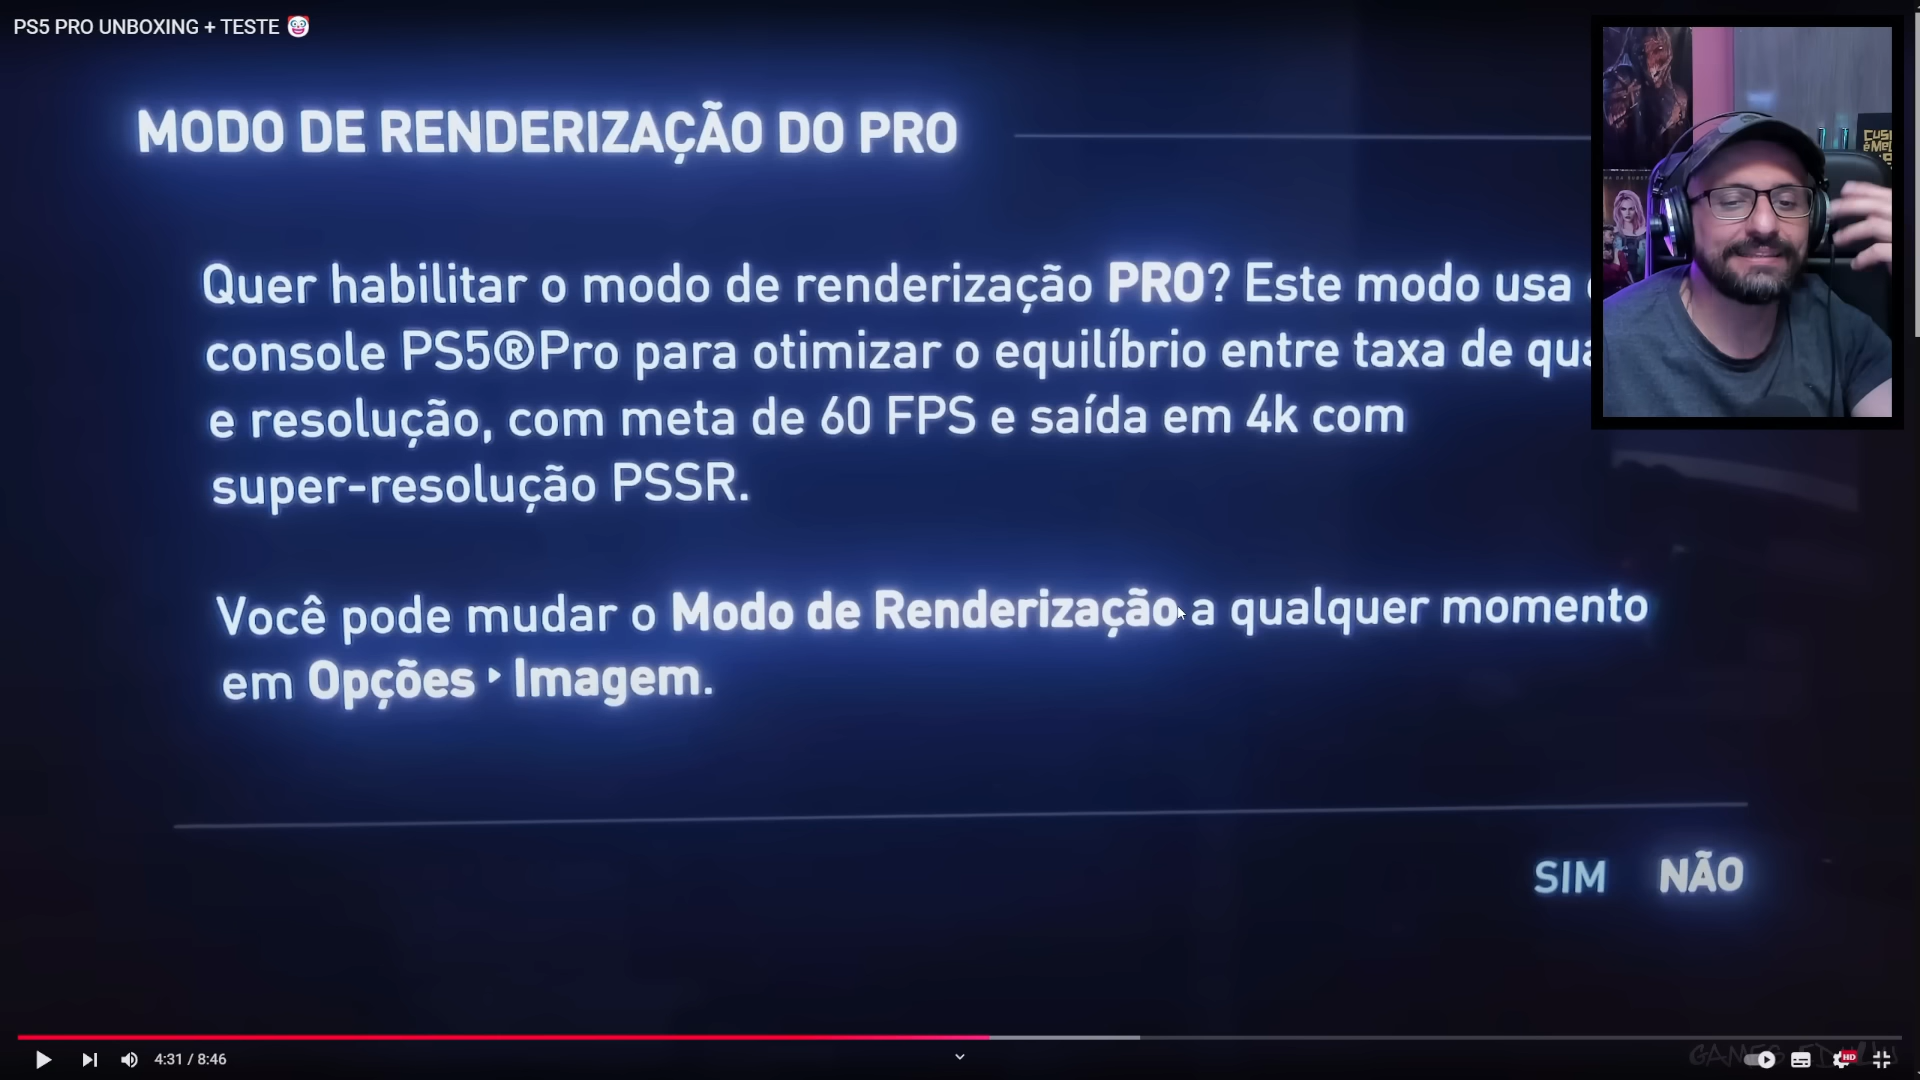 PS5 PRO UNBOXING + TESTE 🤡
MODO DE RENDERIZAÇÃO DO PRO
Quer habilitar o modo de renderização PRO? Este modo usa
console PS5®Pro para otimizar o equilíbrio entre taxa de
e resolução, com meta de 60 FPS e saída em 4k com
super-resolução PSSR.
Você pode mudar o Modo de Renderização a qualquer momento
em Opções ‣ Imagem.
SIM NÃO
4:31 / 8:46
HD